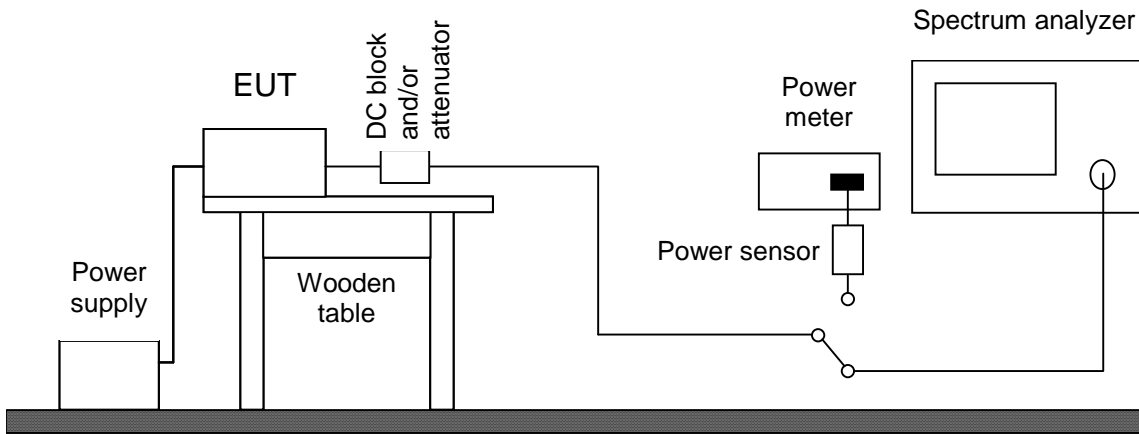 Spectrum analyzer
EUT
DC block
and/or
attenuator
Power
meter
Power sensor
Power
supply
Wooden
table